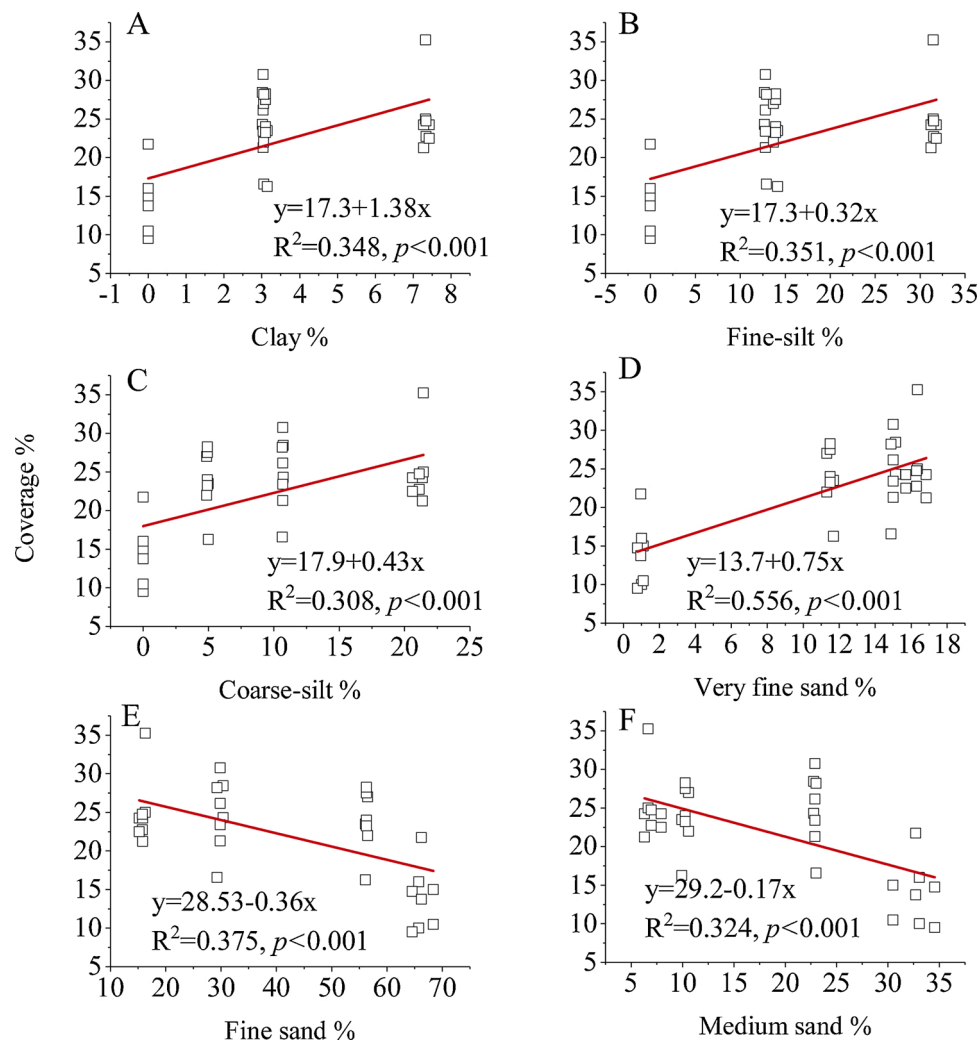 A
35
30
25
20
15
10
5
y=17.3+1.38x
R²=0.348, p<0.001
-1 0 1 2 3 4 5 6 7 8
Clay %
B
35
30
25
20
15
10
5
y=17.3+0.32x
R²=0.351, p<0.001
-5 0 5 10 15 20 25 30 35
Fine-silt %
Coverage %
C
35
30
25
20
15
10
5
y=17.9+0.43x
R²=0.308, p<0.001
0 5 10 15 20 25
Coarse-silt %
D
35
30
25
20
15
10
5
y=13.7+0.75x
R²=0.556, p<0.001
0 2 4 6 8 10 12 14 16 18
Very fine sand %
E
35
30
25
20
15
10
5
y=28.53-0.36x
R²=0.375, p<0.001
10 20 30 40 50 60 70
Fine sand %
F
35
30
25
20
15
10
5
y=29.2-0.17x
R²=0.324, p<0.001
5 10 15 20 25 30 35
Medium sand %